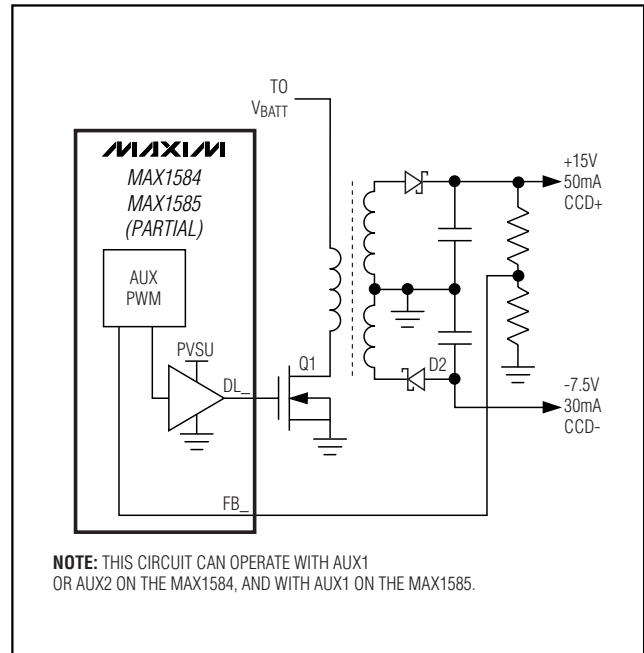 TO
VBATT
MAXIM
MAX1584
MAX1585
(PARTIAL)
AUX
PWM
PVSU
DL_
Q1
D2
FB_
+15V
50mA
CCD+
-7.5V
30mA
CCD-
NOTE: THIS CIRCUIT CAN OPERATE WITH AUX1
OR AUX2 ON THE MAX1584, AND WITH AUX1 ON THE MAX1585.